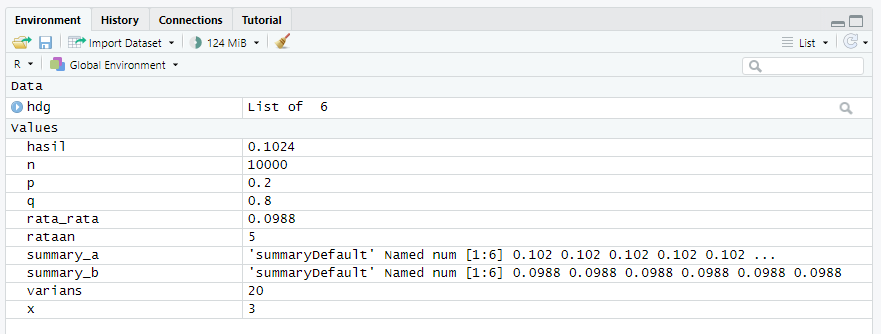 Environment History Connections Tutorial
Import Dataset 124 MiB List
R Global Environment
Data
hdg List of 6
Values
hasil 0.1024
n 10000
p 0.2
q 0.8
rata_rata 0.0988
rataan 5
summary_a 'summaryDefault' Named num [1:6] 0.102 0.102 0.102 0.102 0.102 ...
summary_b 'summaryDefault' Named num [1:6] 0.0988 0.0988 0.0988 0.0988 0.0988 0.0988
varians 20
x 3